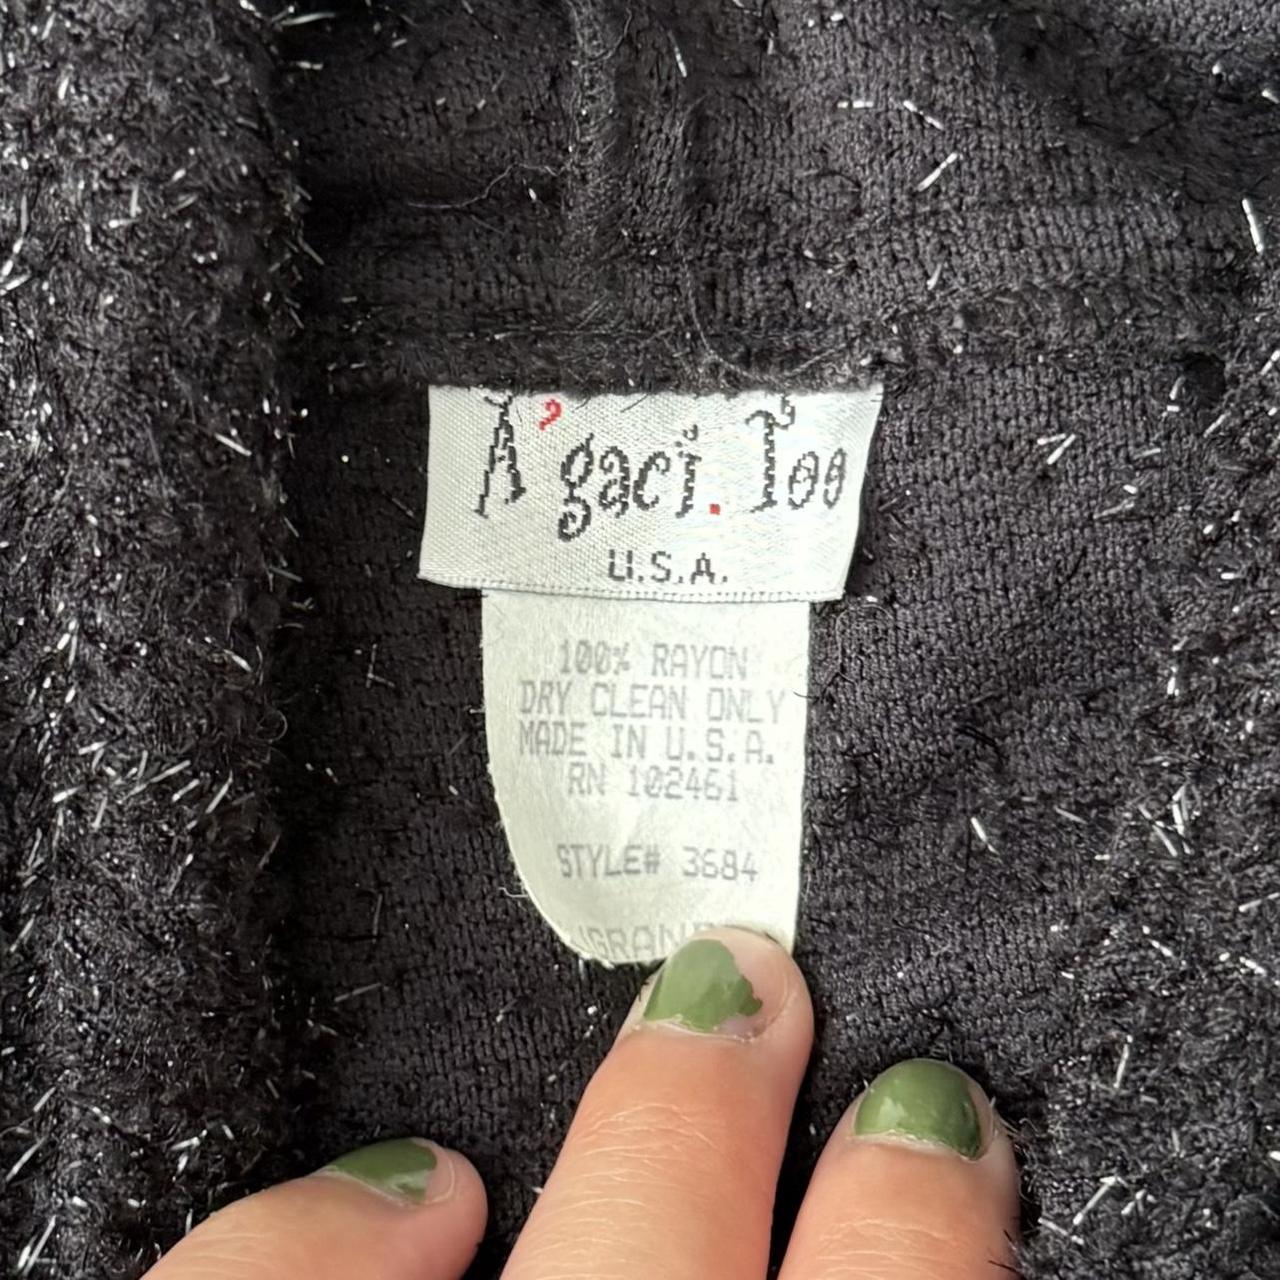 A'gaci. Too
U.S.A.
100% RAYON
DRY CLEAN ONLY
MADE IN U.S.A.
RN 102461
STYLE# 3684